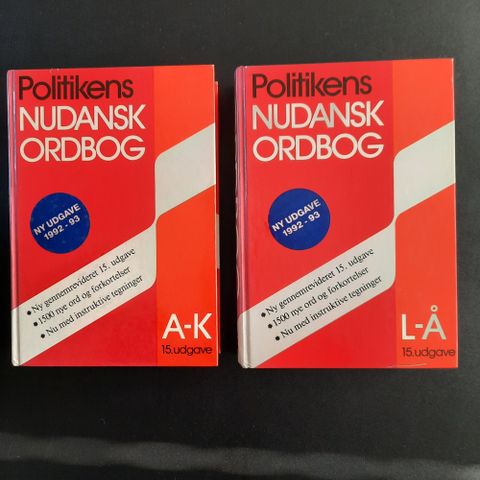 Politikens
NUDANSK
ORDBOG
NY UDGAVE
1992 - 93
• Ny gennemrevideret 15. udgave
• 1500 nye ord og forkortelser
• Nu med instruktive tegninger
A-K
15. udgave
Politikens
NUDANSK
ORDBOG
NY UDGAVE
1992 - 93
• Ny gennemrevideret 15. udgave
• 1500 nye ord og forkortelser
• Nu med instruktive tegninger
L-Å
15. udgave